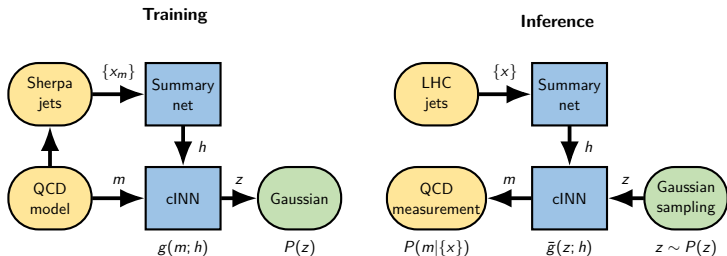 Training
Sherpa
jets
{x_m}
Summary
net
h
QCD
model
m
cINN
z
Gaussian
g(m; h)
P(z)
Inference
LHC
jets
{x}
Summary
net
h
QCD
measurement
m
cINN
z
Gaussian
sampling
P(m|{x})
g̅(z; h)
z ~ P(z)